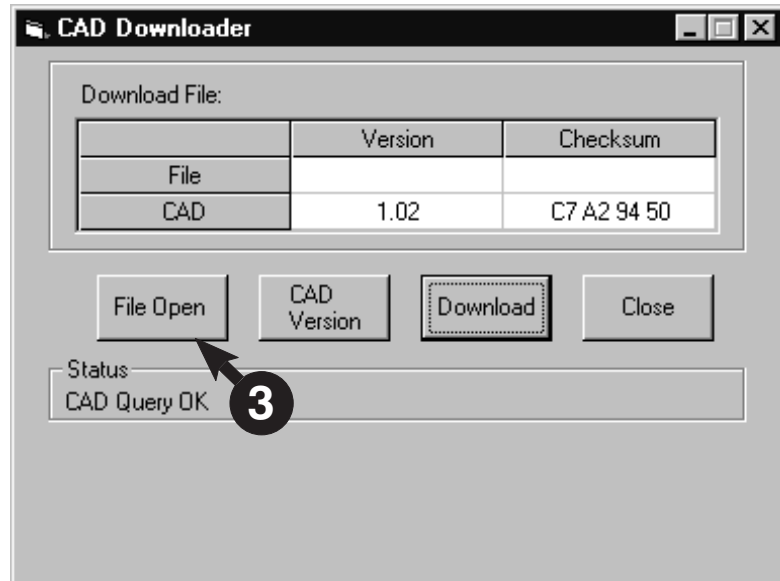 CAD Downloader
Download File:
Version Checksum
File
CAD 1.02 C7 A2 94 50
File Open CAD Version Download Close
Status
CAD Query OK
3